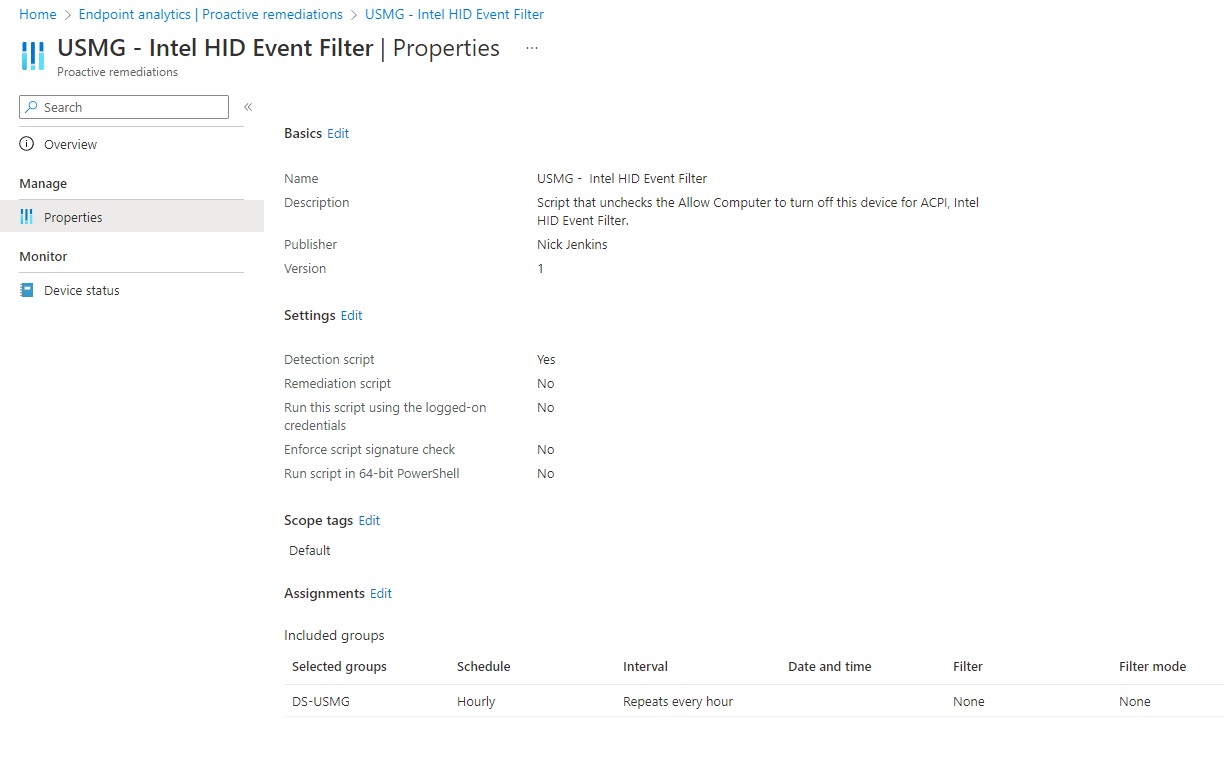 Home > Endpoint analytics | Proactive remediations > USMG - Intel HID Event Filter
USMG - Intel HID Event Filter | Properties ...
Proactive remediations
Search «
Overview
Manage
Properties
Monitor
Device status
Basics Edit
Name USMG - Intel HID Event Filter
Description Script that unchecks the Allow Computer to turn off this device for ACPI, Intel
HID Event Filter.
Publisher Nick Jenkins
Version 1
Settings Edit
Detection script Yes
Remediation script No
Run this script using the logged-on No
credentials
Enforce script signature check No
Run script in 64-bit PowerShell No
Scope tags Edit
Default
Assignments Edit
Included groups
Selected groups Schedule Interval Date and time Filter Filter mode
DS-USMG Hourly Repeats every hour None None